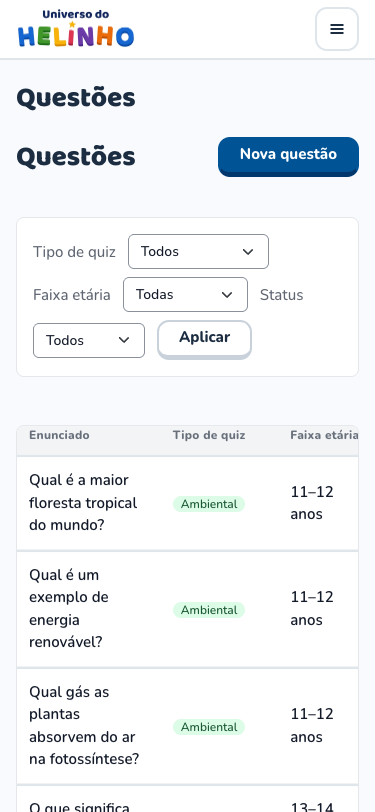 Universo do
HELINHO
Questões
Questões
Nova questão
Tipo de quiz
Todos
Faixa etária
Todas
Status
Todos
Aplicar
Enunciado
Tipo de quiz
Faixa etária
Qual é a maior
floresta tropical
do mundo?
Ambiental
11–12
anos
Qual é um
exemplo de
energia
renovável?
Ambiental
11–12
anos
Qual gás as
plantas
absorvem do ar
na fotossíntese?
Ambiental
11–12
anos
O que significa
13–14